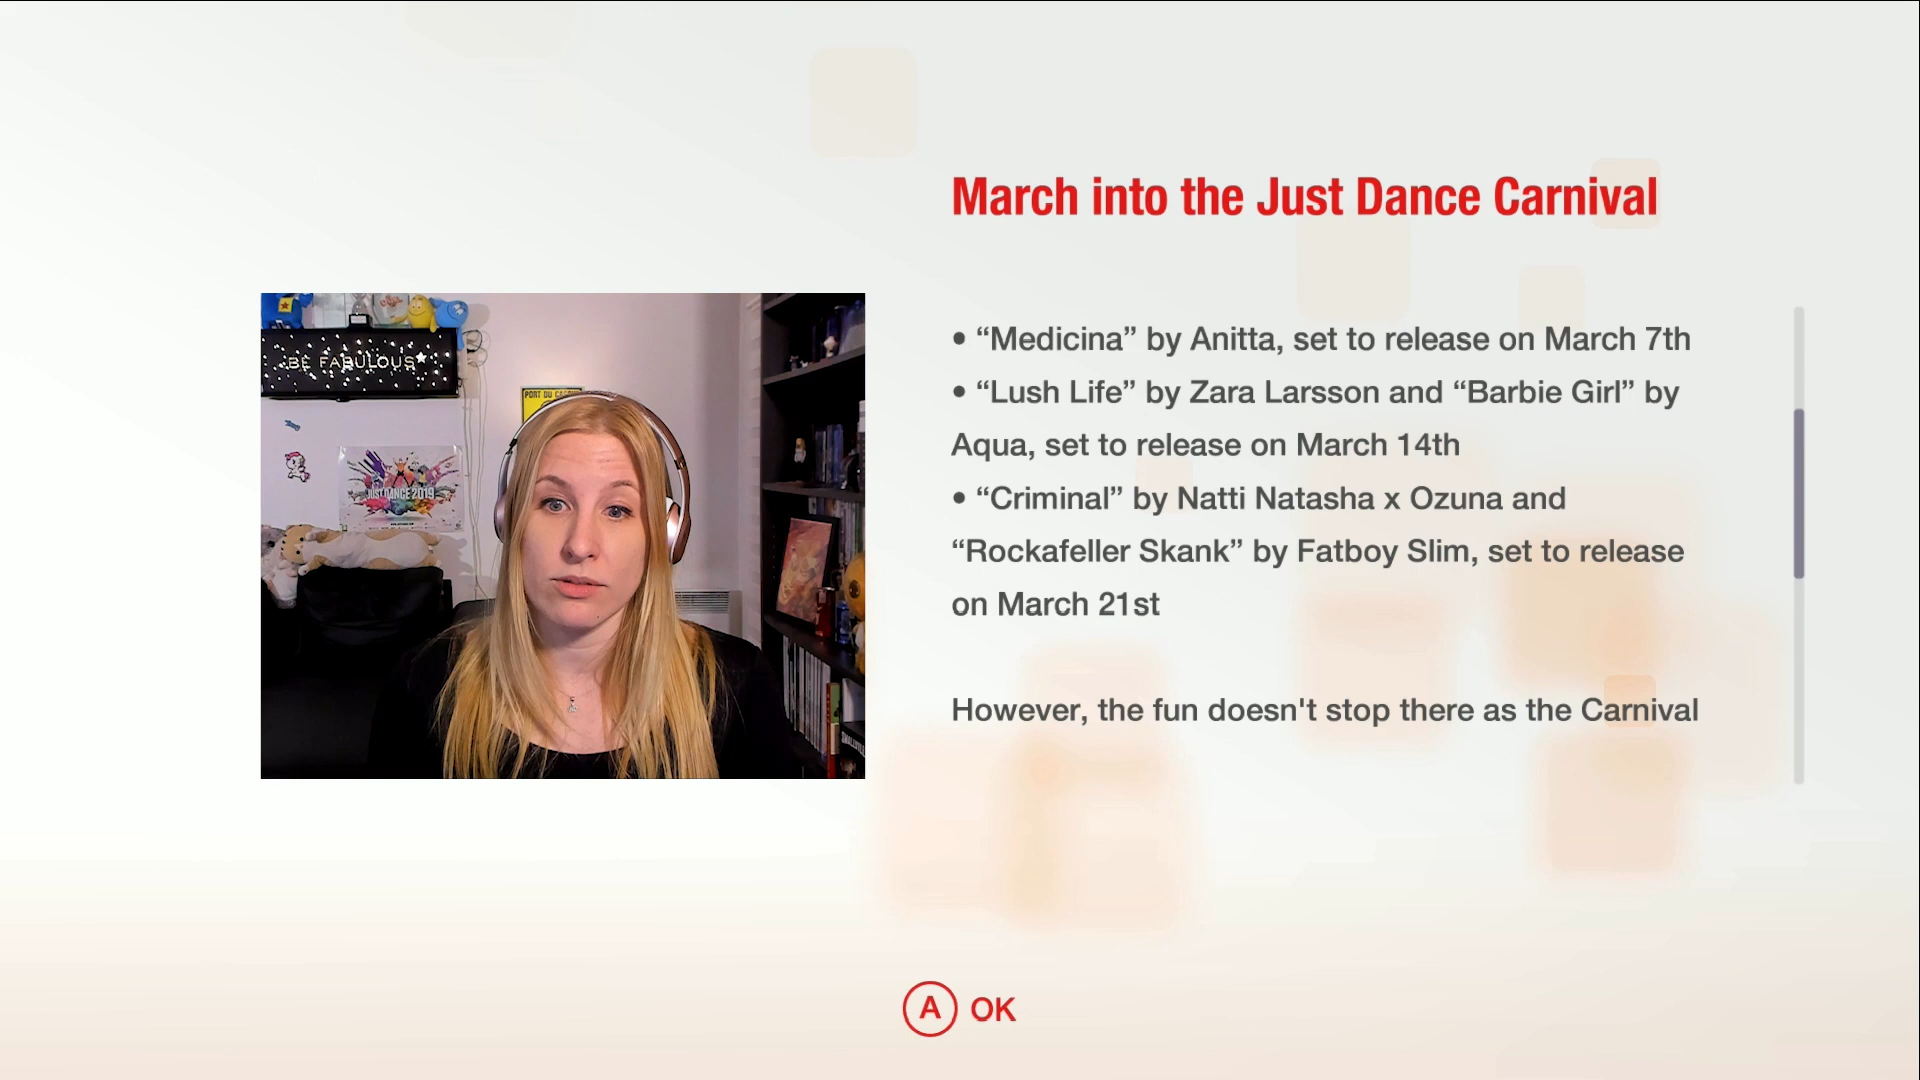 March into the Just Dance Carnival
• “Medicina” by Anitta, set to release on March 7th
• “Lush Life” by Zara Larsson and “Barbie Girl” by
Aqua, set to release on March 14th
• “Criminal” by Natti Natasha x Ozuna and
“Rockafeller Skank” by Fatboy Slim, set to release
on March 21st
However, the fun doesn't stop there as the Carnival
BE FABULOUS
PORT DU
JUST DANCE 2019
A OK